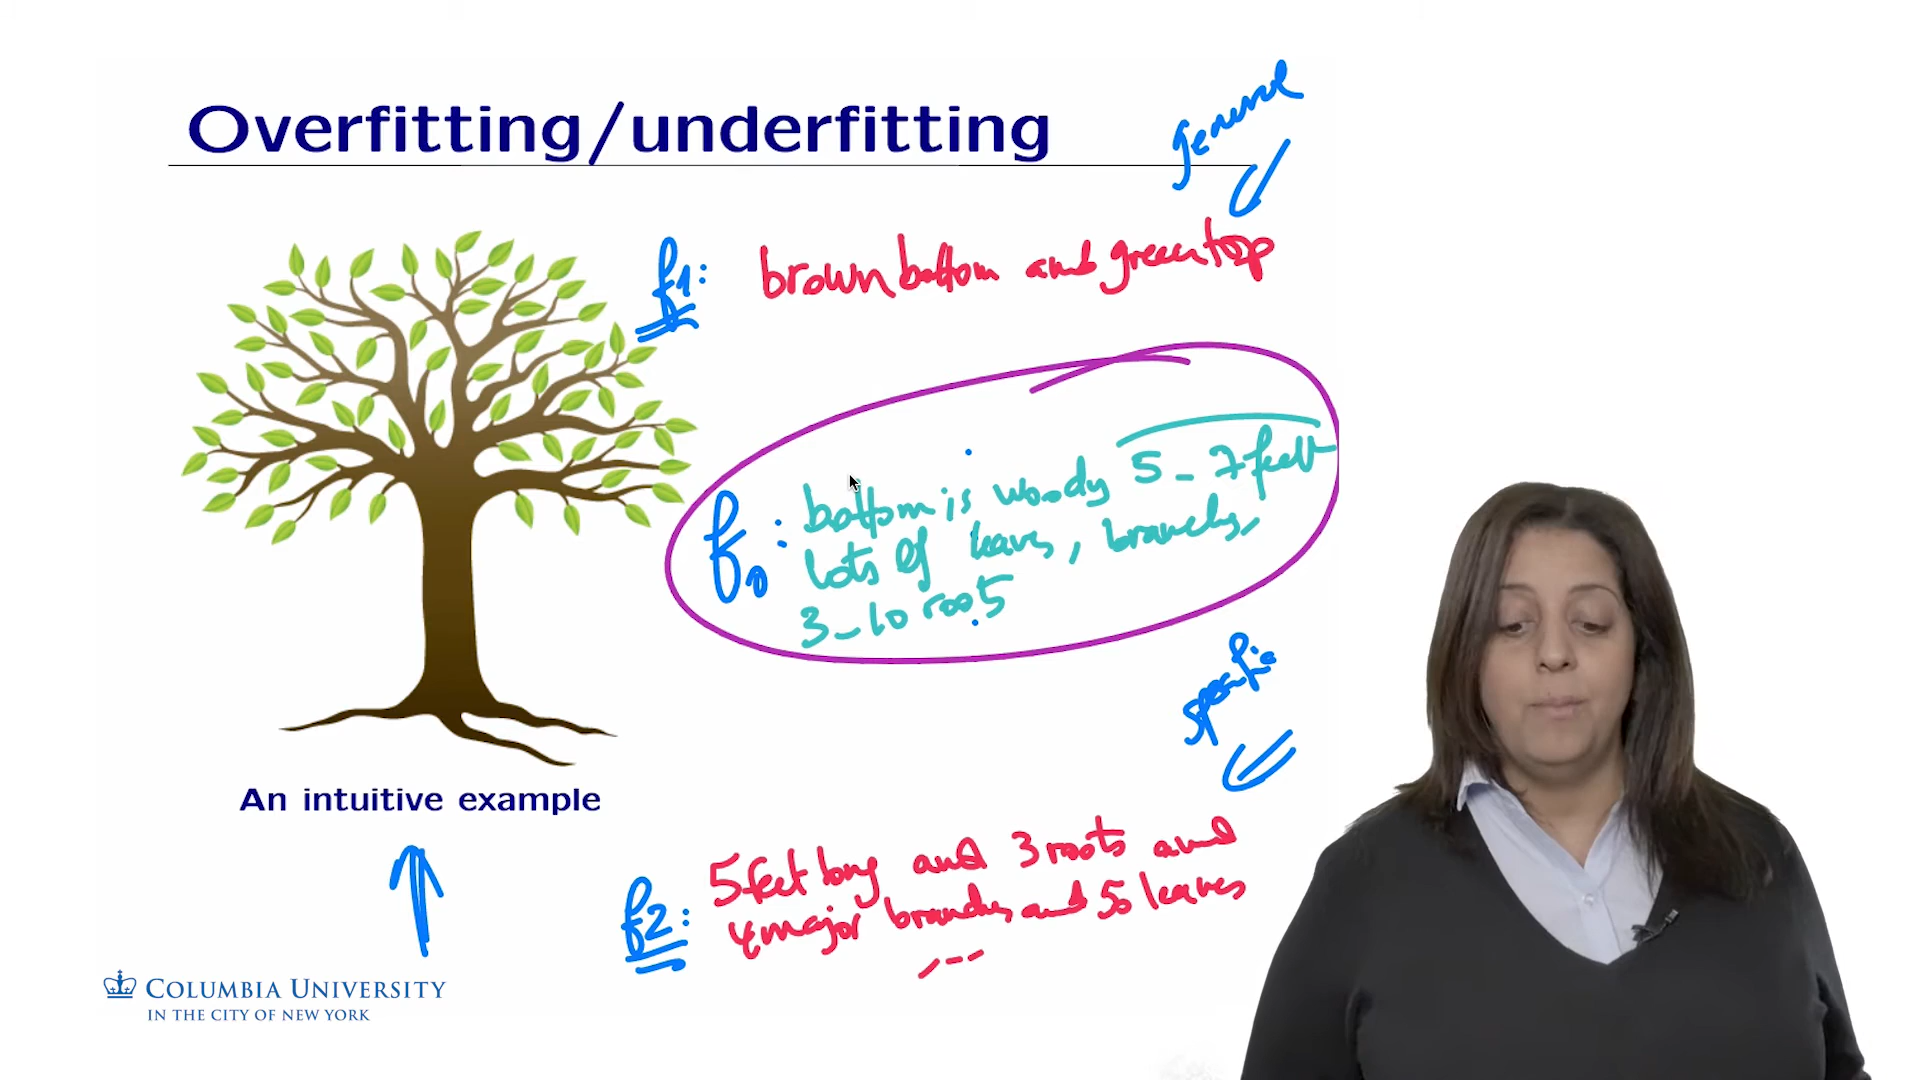 Overfitting/underfitting
general
f1: brown bottom and green top
f0: bottom is woody 5-7 feet
lots of leaves, branches,
3-10 roots
specific
An intuitive example
f2: 5 feet long and 3 roots and
4 major branches and 50 leaves
---
COLUMBIA UNIVERSITY
IN THE CITY OF NEW YORK